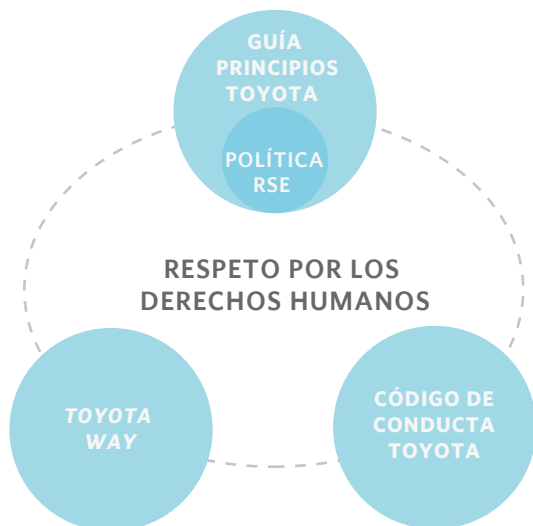 GUÍA
PRINCIPIOS
TOYOTA
POLÍTICA
RSE
RESPETO POR LOS
DERECHOS HUMANOS
TOYOTA
WAY
CÓDIGO DE
CONDUCTA
TOYOTA